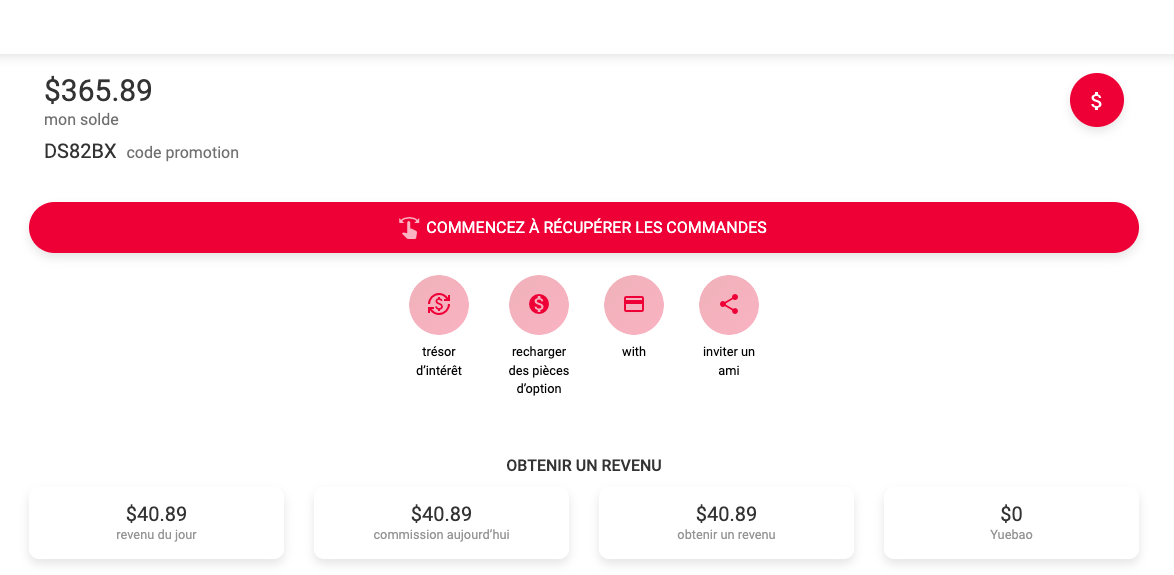 $365.89
$
mon solde
DS82BX code promotion
COMMENCEZ À RÉCUPÉRER LES COMMANDES
trésor
d'intérêt
recharger
des pièces
d'option
with
inviter un
ami
OBTENIR UN REVENU
$40.89
revenu du jour
$40.89
commission aujourd'hui
$40.89
obtenir un revenu
$0
Yuebao